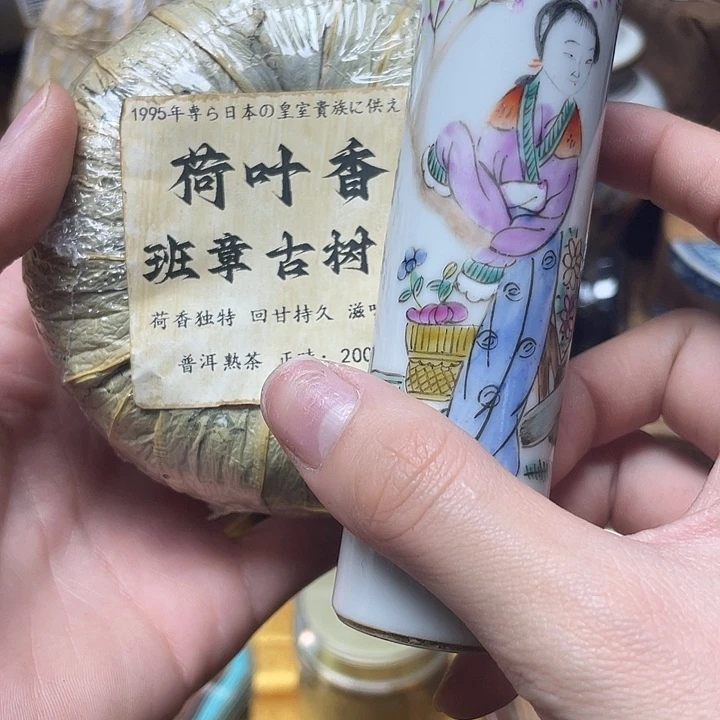 1995年専ら日本の皇室貴族に供え
荷叶香
班章古树
荷香独特 回甘持久 滋
普洱熟茶 正味: 200